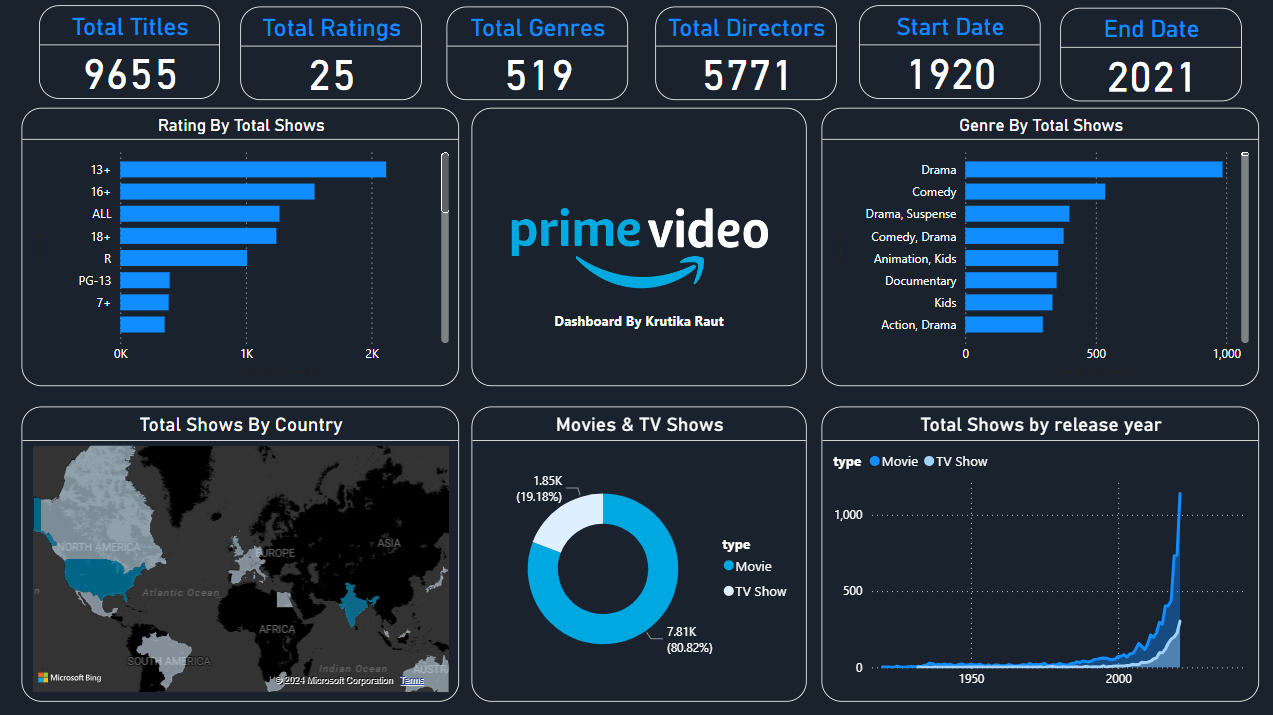 Total Titles
9655
Total Ratings
25
Total Genres
519
Total Directors
5771
Start Date
1920
End Date
2021
Rating By Total Shows
13+
16+
ALL
18+
R
PG-13
7+
0K 1K 2K
prime video
Dashboard By Krutika Raut
Genre By Total Shows
Drama
Comedy
Drama, Suspense
Comedy, Drama
Animation, Kids
Documentary
Kids
Action, Drama
0 500 1,000
Total Shows By Country
NORTH AMERICA
EUROPE
ASIA
Atlantic Ocean
AFRICA
SOUTH AMERICA
Indian Ocean
AUSTR
Microsoft Bing
© 2024 Microsoft Corporation Terms
Movies & TV Shows
1.85K
(19.18%)
type
Movie
TV Show
7.81K
(80.82%)
Total Shows by release year
type Movie TV Show
1,000
500
0
1950 2000